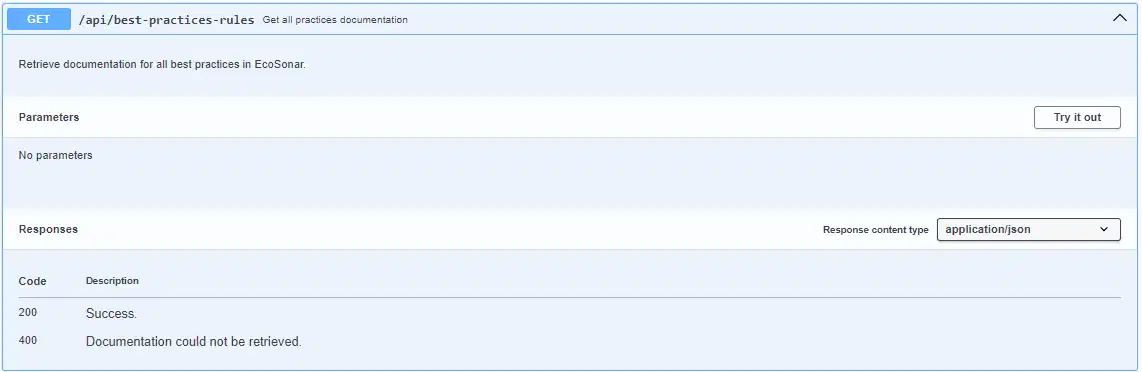 GET /api/best-practices-rules Get all practices documentation
Retrieve documentation for all best practices in EcoSonar.
Parameters Try it out
No parameters
Responses Response content type application/json
Code Description
200 Success.
400 Documentation could not be retrieved.